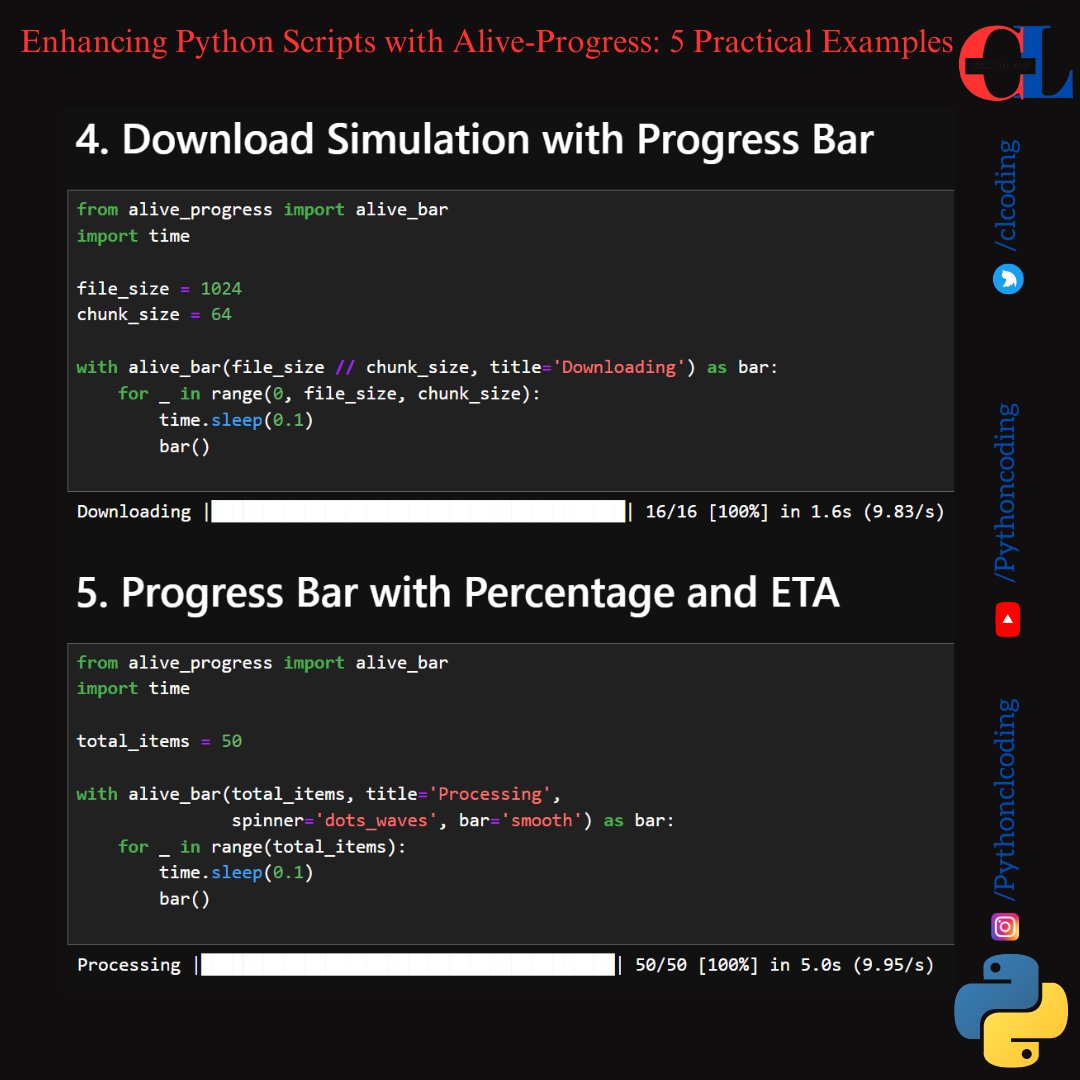 Enhancing Python Scripts with Alive-Progress: 5 Practical Examples
CL
4. Download Simulation with Progress Bar
from alive_progress import alive_bar
import time
file_size = 1024
chunk_size = 64
with alive_bar(file_size // chunk_size, title='Downloading') as bar:
    for _ in range(0, file_size, chunk_size):
        time.sleep(0.1)
        bar()
Downloading |████████████████████████████████████████| 16/16 [100%] in 1.6s (9.83/s)
5. Progress Bar with Percentage and ETA
from alive_progress import alive_bar
import time
total_items = 50
with alive_bar(total_items, title='Processing',
               spinner='dots_waves', bar='smooth') as bar:
    for _ in range(total_items):
        time.sleep(0.1)
        bar()
Processing |████████████████████████████████████████| 50/50 [100%] in 5.0s (9.95/s)
/clcoding
/Pythoncoding
/Pythonclcoding